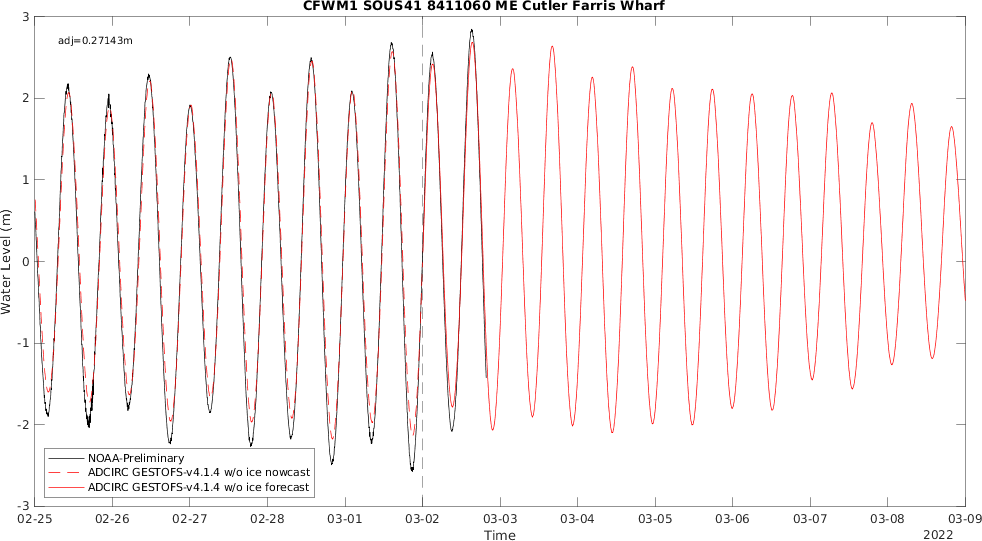 CFWM1 SOUS41 8411060 ME Cutler Farris Wharf
adj=0.27143m
3
2
1
0
-1
-2
-3
Water Level (m)
NOAA-Preliminary
ADCIRC GESTOFS-v4.1.4 w/o ice nowcast
ADCIRC GESTOFS-v4.1.4 w/o ice forecast
02-25 02-26 02-27 02-28 03-01 03-02 03-03 03-04 03-05 03-06 03-07 03-08 03-09
Time
2022